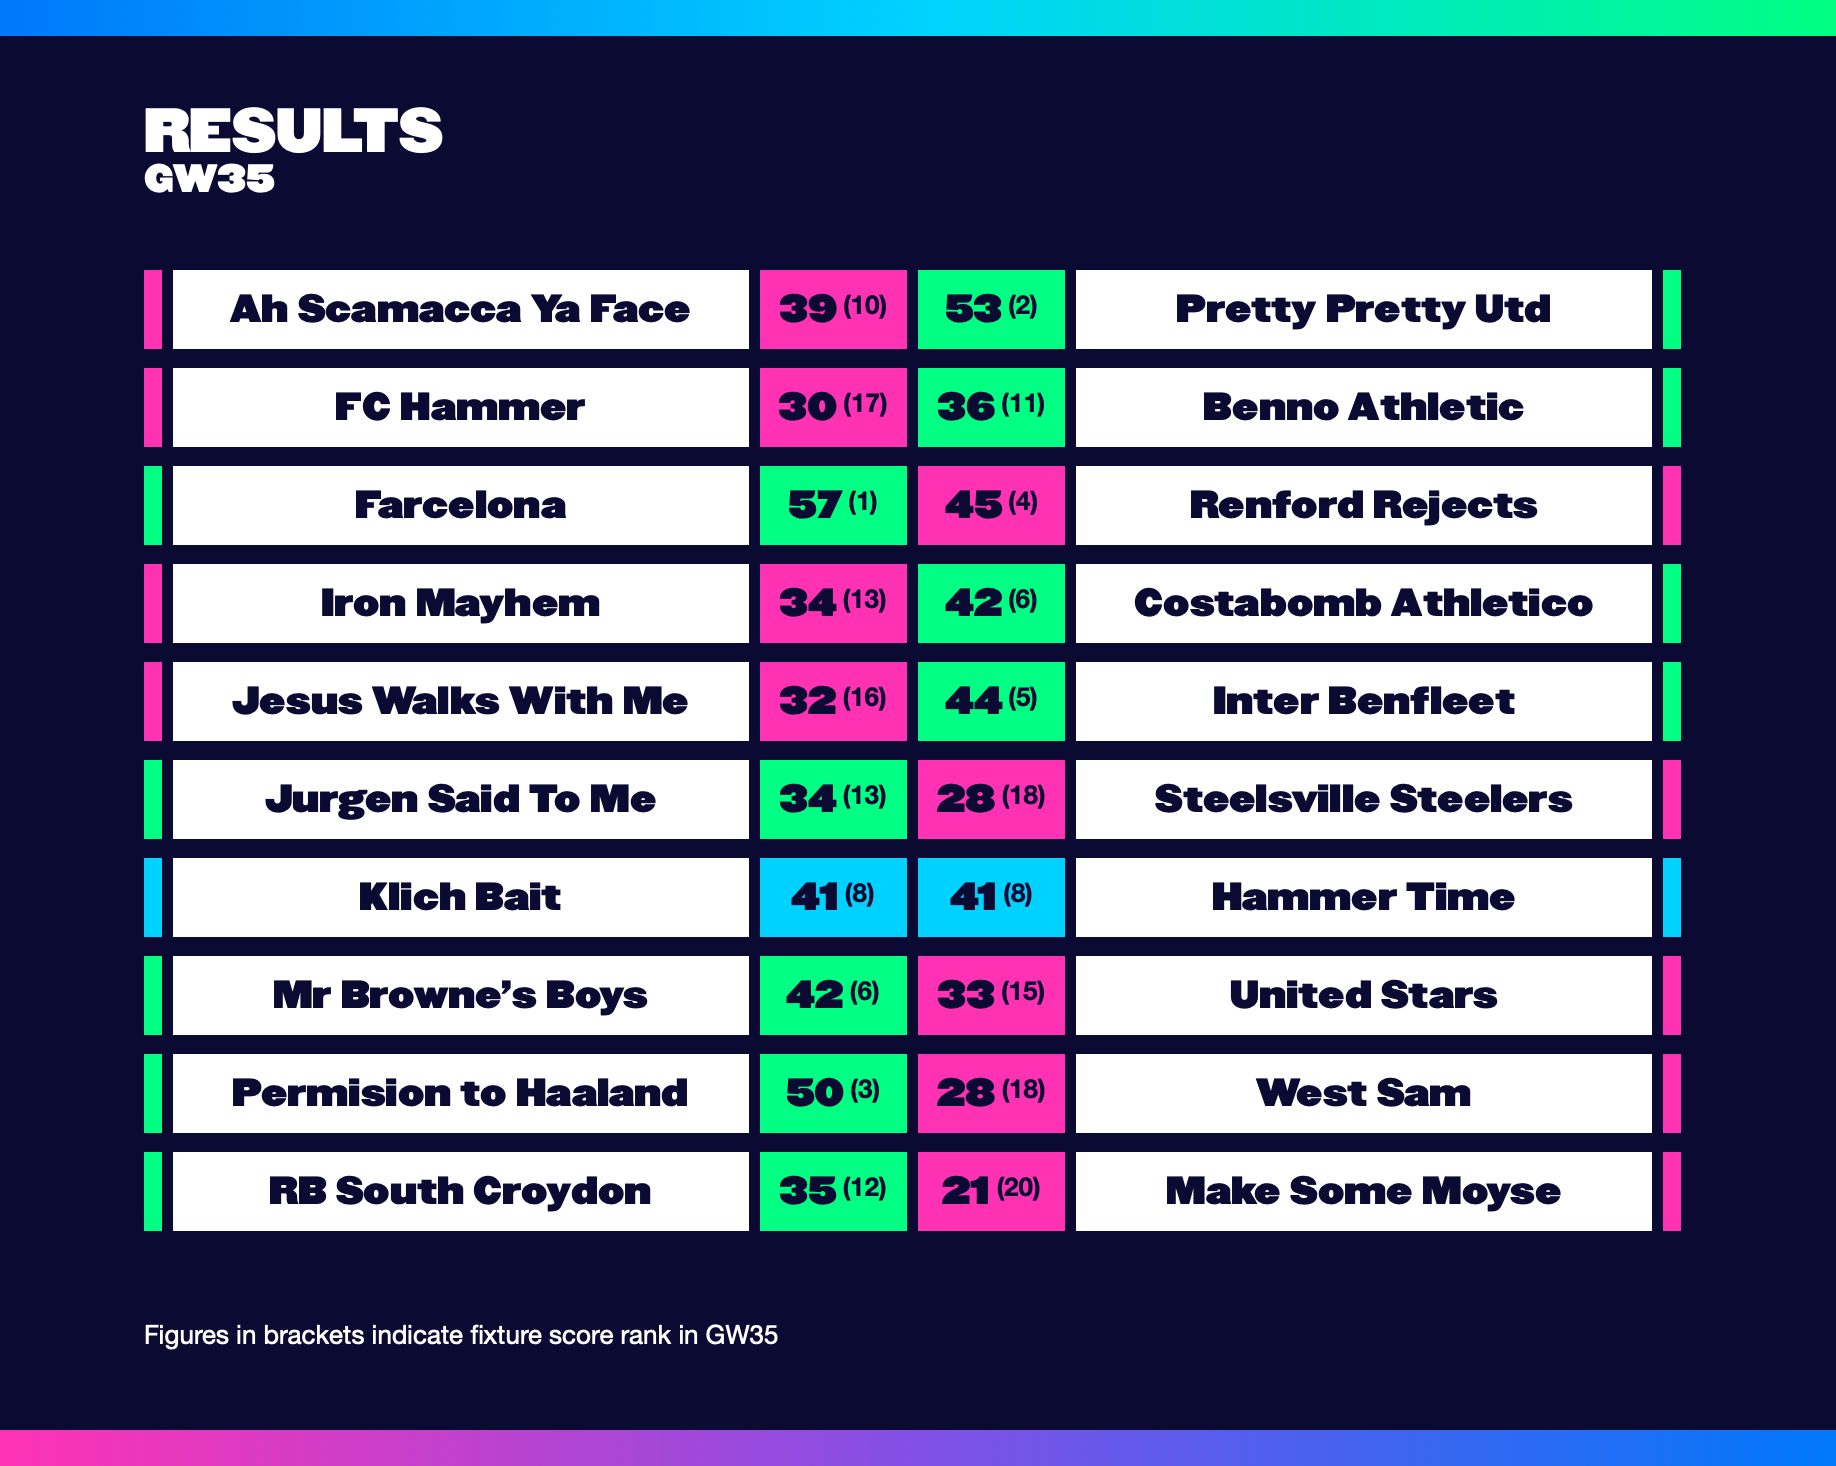 RESULTS
GW35
Ah Scamacca Ya Face 39 (10) 53 (2) Pretty Pretty Utd
FC Hammer 30 (17) 36 (11) Benno Athletic
Farcelona 57 (1) 45 (4) Renford Rejects
Iron Mayhem 34 (13) 42 (6) Costabomb Athletico
Jesus Walks With Me 32 (16) 44 (5) Inter Benfleet
Jurgen Said To Me 34 (13) 28 (18) Steelsville Steelers
Klich Bait 41 (8) 41 (8) Hammer Time
Mr Browne’s Boys 42 (6) 33 (15) United Stars
Permision to Haaland 50 (3) 28 (18) West Sam
RB South Croydon 35 (12) 21 (20) Make Some Moyse
Figures in brackets indicate fixture score rank in GW35